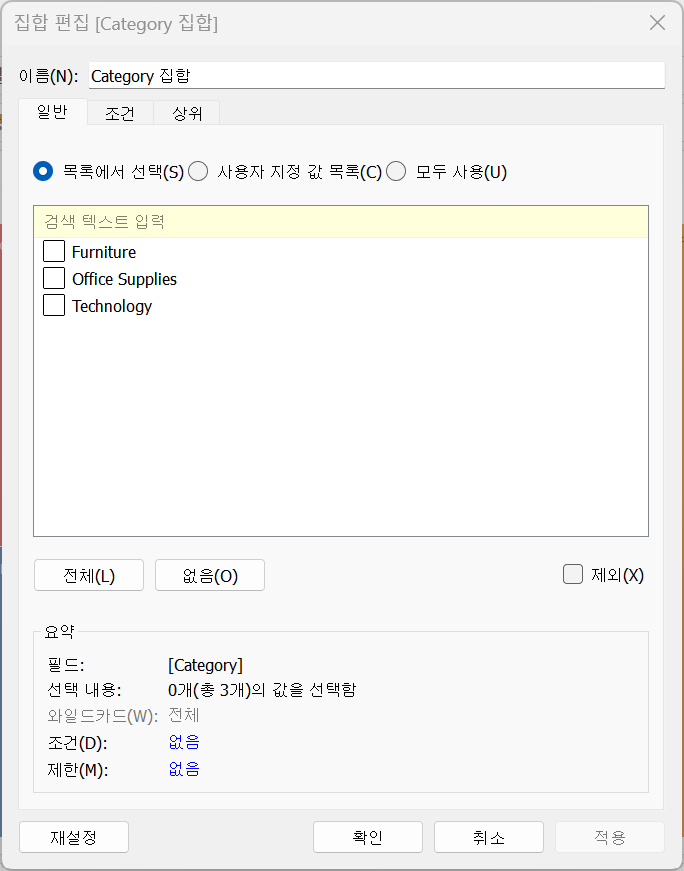 집합 편집 [Category 집합]
이름(N): Category 집합
일반 조건 상위
목록에서 선택(S) 사용자 지정 값 목록(C) 모두 사용(U)
검색 텍스트 입력
Furniture
Office Supplies
Technology
전체(L) 없음(O) 제외(X)
요약
필드: [Category]
선택 내용: 0개(총 3개)의 값을 선택함
와일드카드(W): 전체
조건(D): 없음
제한(M): 없음
재설정 확인 취소 적용